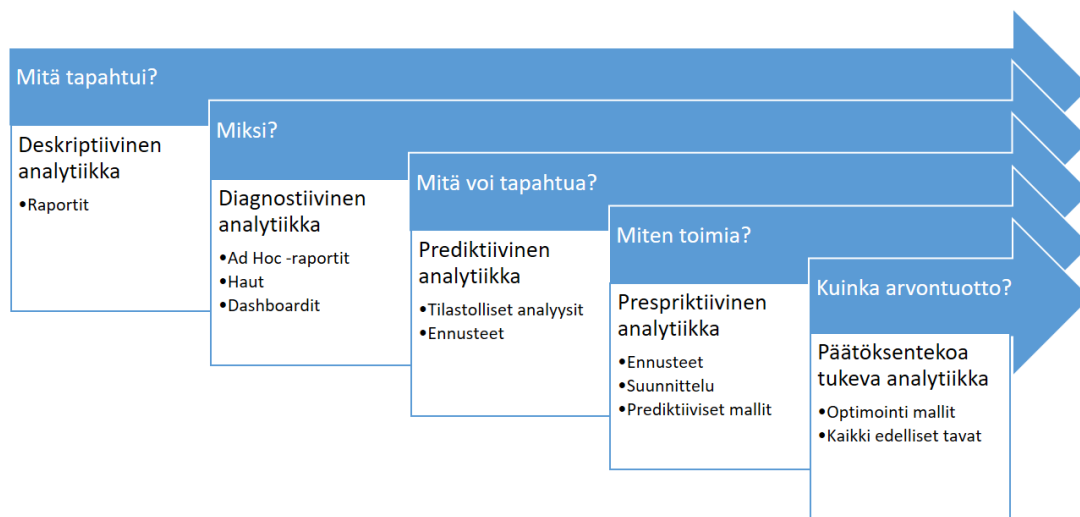 Mitä tapahtui?
Deskriptiivinen
analytiikka
•Raportit
Miksi?
Diagnostiivinen
analytiikka
•Ad Hoc -raportit
•Haut
•Dashboardit
Mitä voi tapahtua?
Prediktiivinen
analytiikka
•Tilastolliset analyysit
•Ennusteet
Miten toimia?
Prespriktiivinen
analytiikka
•Ennusteet
•Suunnittelu
•Prediktiiviset mallit
Kuinka arvontuotto?
Päätöksentekoa
tukeva analytiikka
•Optimointi mallit
•Kaikki edelliset tavat